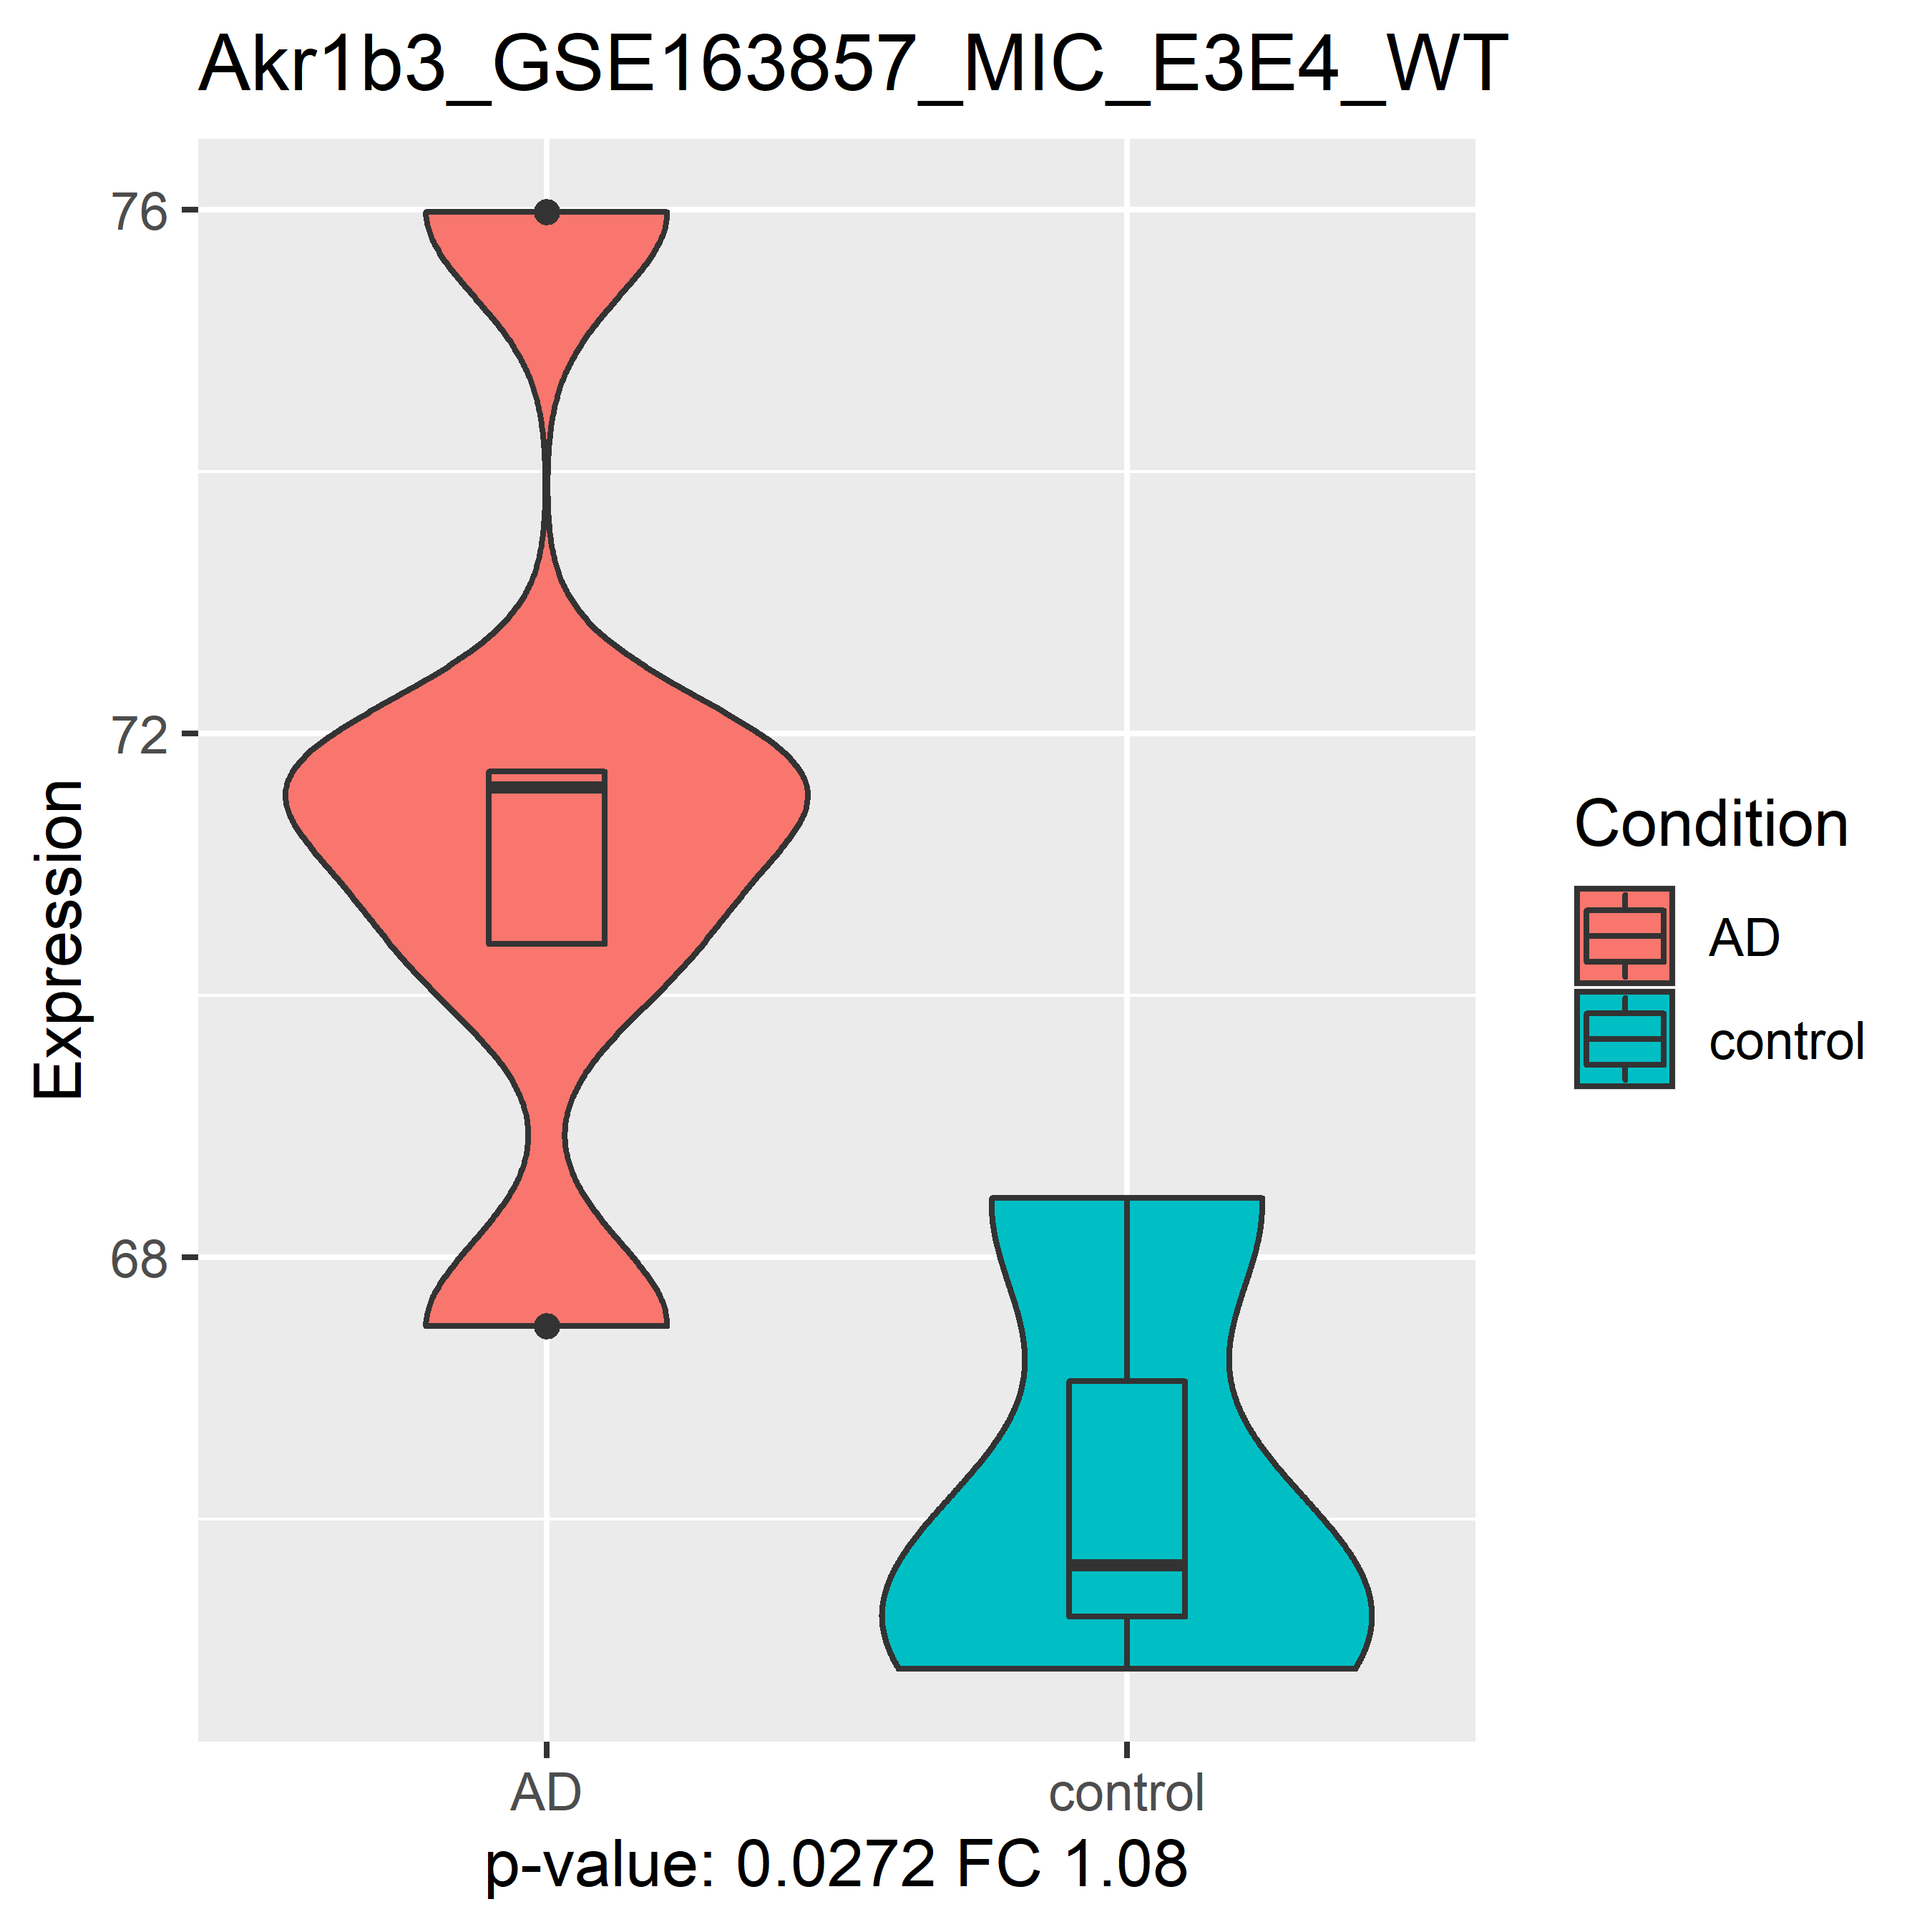 Akr1b3_GSE163857_MIC_E3E4_WT
76
72
68
Expression
AD
control
p-value: 0.0272 FC 1.08
Condition
AD
control